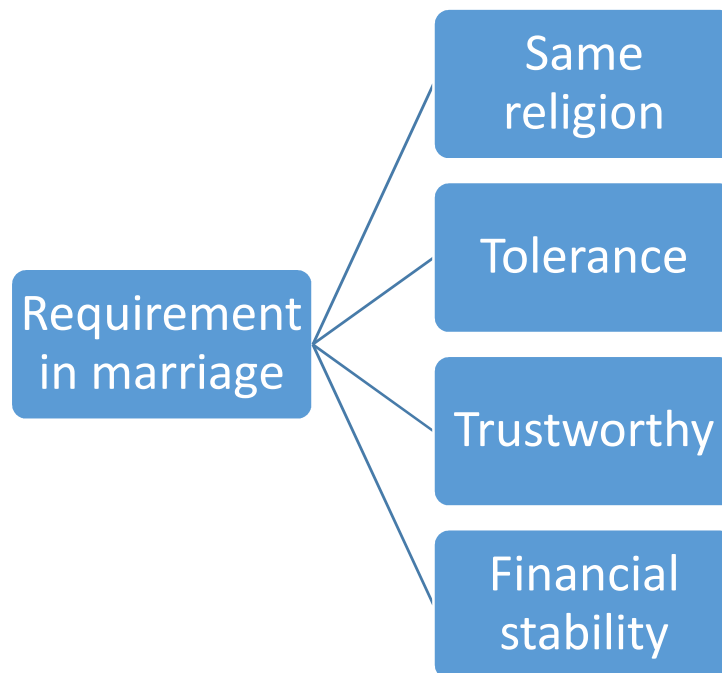 Requirement
in marriage
Same
religion
Tolerance
Trustworthy
Financial
stability